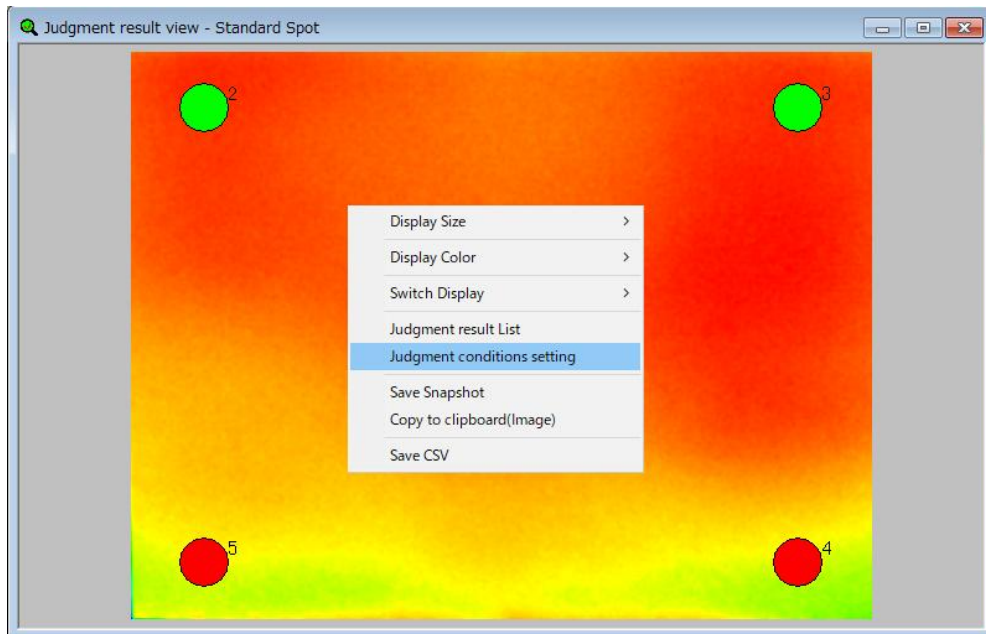 Judgment result view - Standard Spot
2
3
Display Size
Display Color
Switch Display
Judgment result List
Judgment conditions setting
Save Snapshot
Copy to clipboard(Image)
Save CSV
5
4